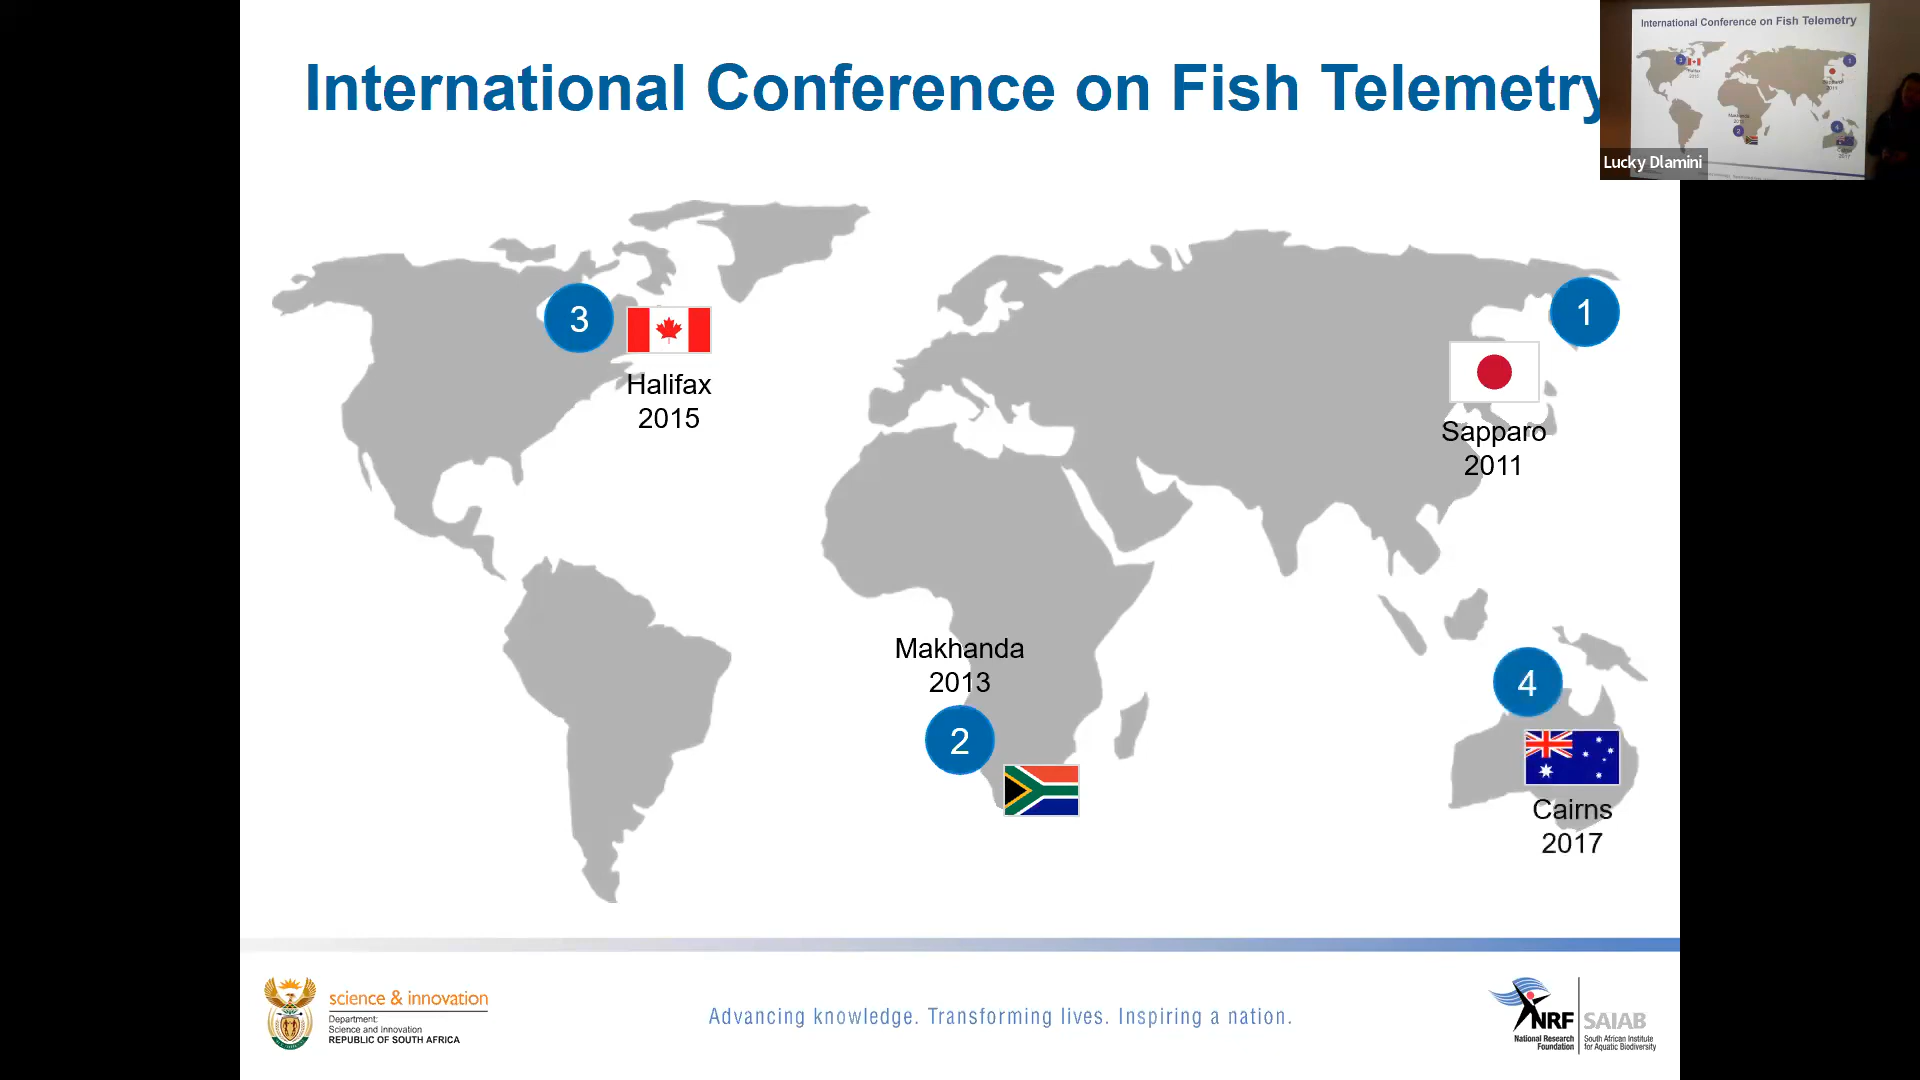 International Conference on Fish Telemetry
International Conference on Fish Telemetry
Lucky Dlamini
3
Halifax
2015
1
Sapparo
2011
Makhanda
2013
2
4
Cairns
2017
science & innovation
Department:
Science and innovation
REPUBLIC OF SOUTH AFRICA
Advancing knowledge. Transforming lives. Inspiring a nation.
NRF
National Research
Foundation
SAIAB
South African Institute
for Aquatic Biodiversity